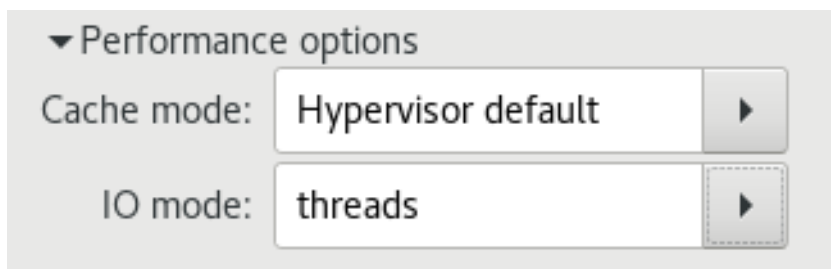 Performance options
Cache mode: Hypervisor default
IO mode: threads